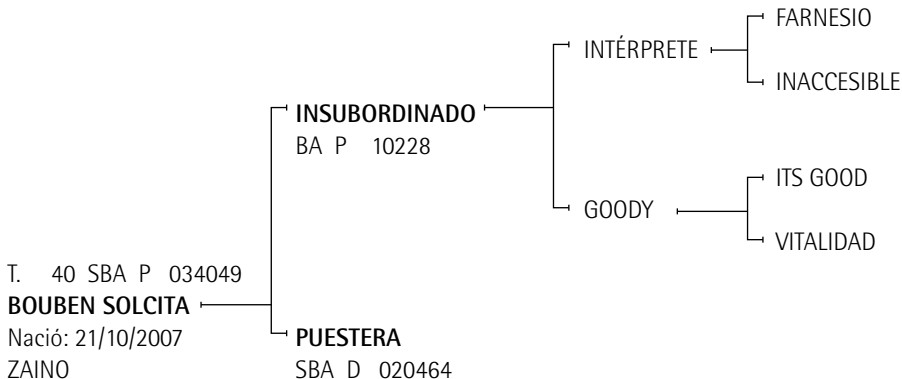 FARNESIO
INTÉRPRETE
INACCESIBLE
INSUBORDINADO
BA P 10228
ITS GOOD
GOODY
VITALIDAD
T. 40 SBA P 034049
BOUBEN SOLCITA
Nació: 21/10/2007
PUESTERA
ZAINO
SBA D 020464